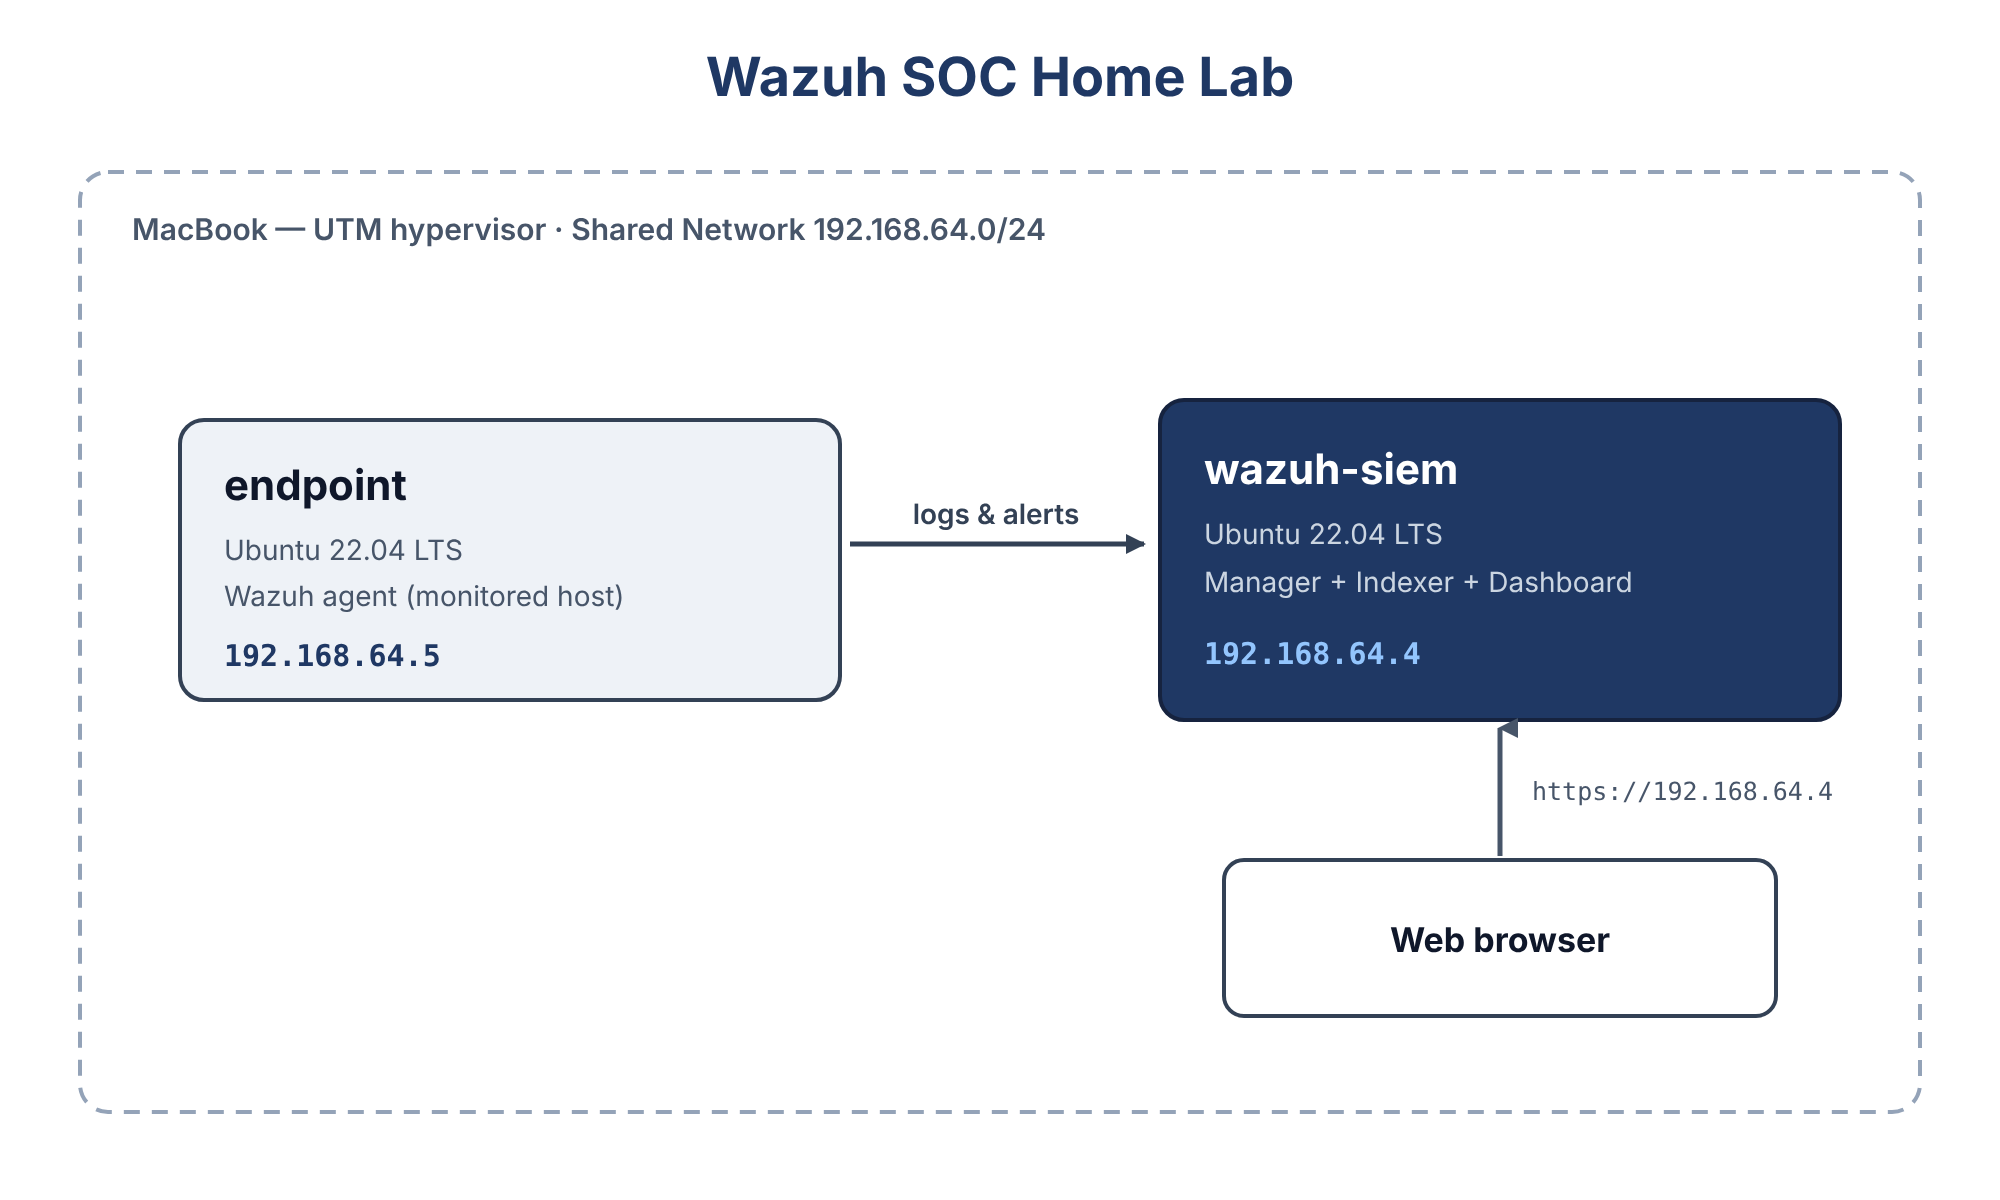 Wazuh SOC Home Lab
MacBook — UTM hypervisor · Shared Network 192.168.64.0/24
endpoint
Ubuntu 22.04 LTS
Wazuh agent (monitored host)
192.168.64.5
logs & alerts
wazuh-siem
Ubuntu 22.04 LTS
Manager + Indexer + Dashboard
192.168.64.4
https://192.168.64.4
Web browser